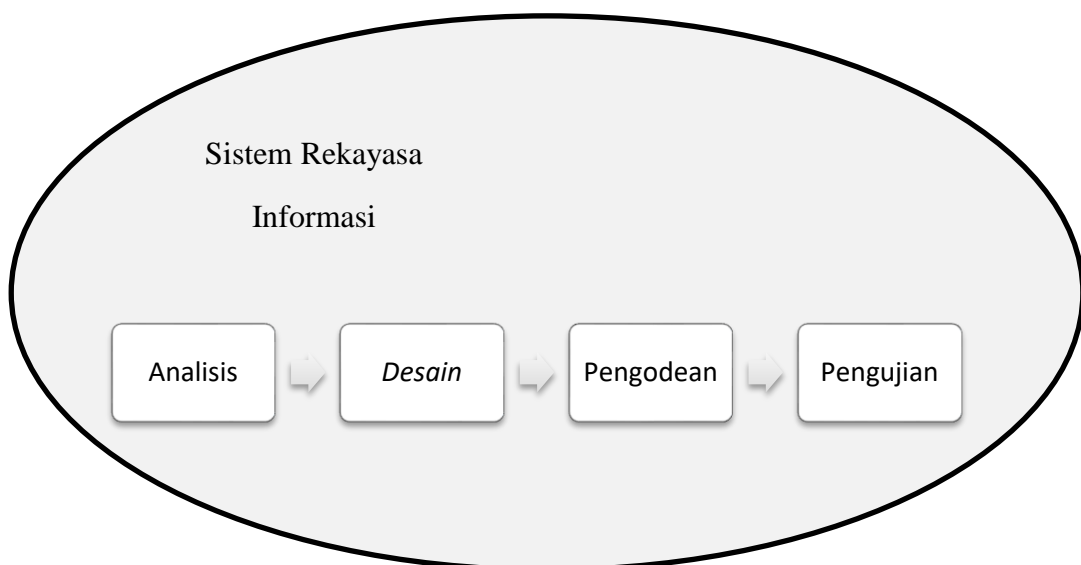 Sistem Rekayasa
Informasi
Analisis
Desain
Pengodean
Pengujian